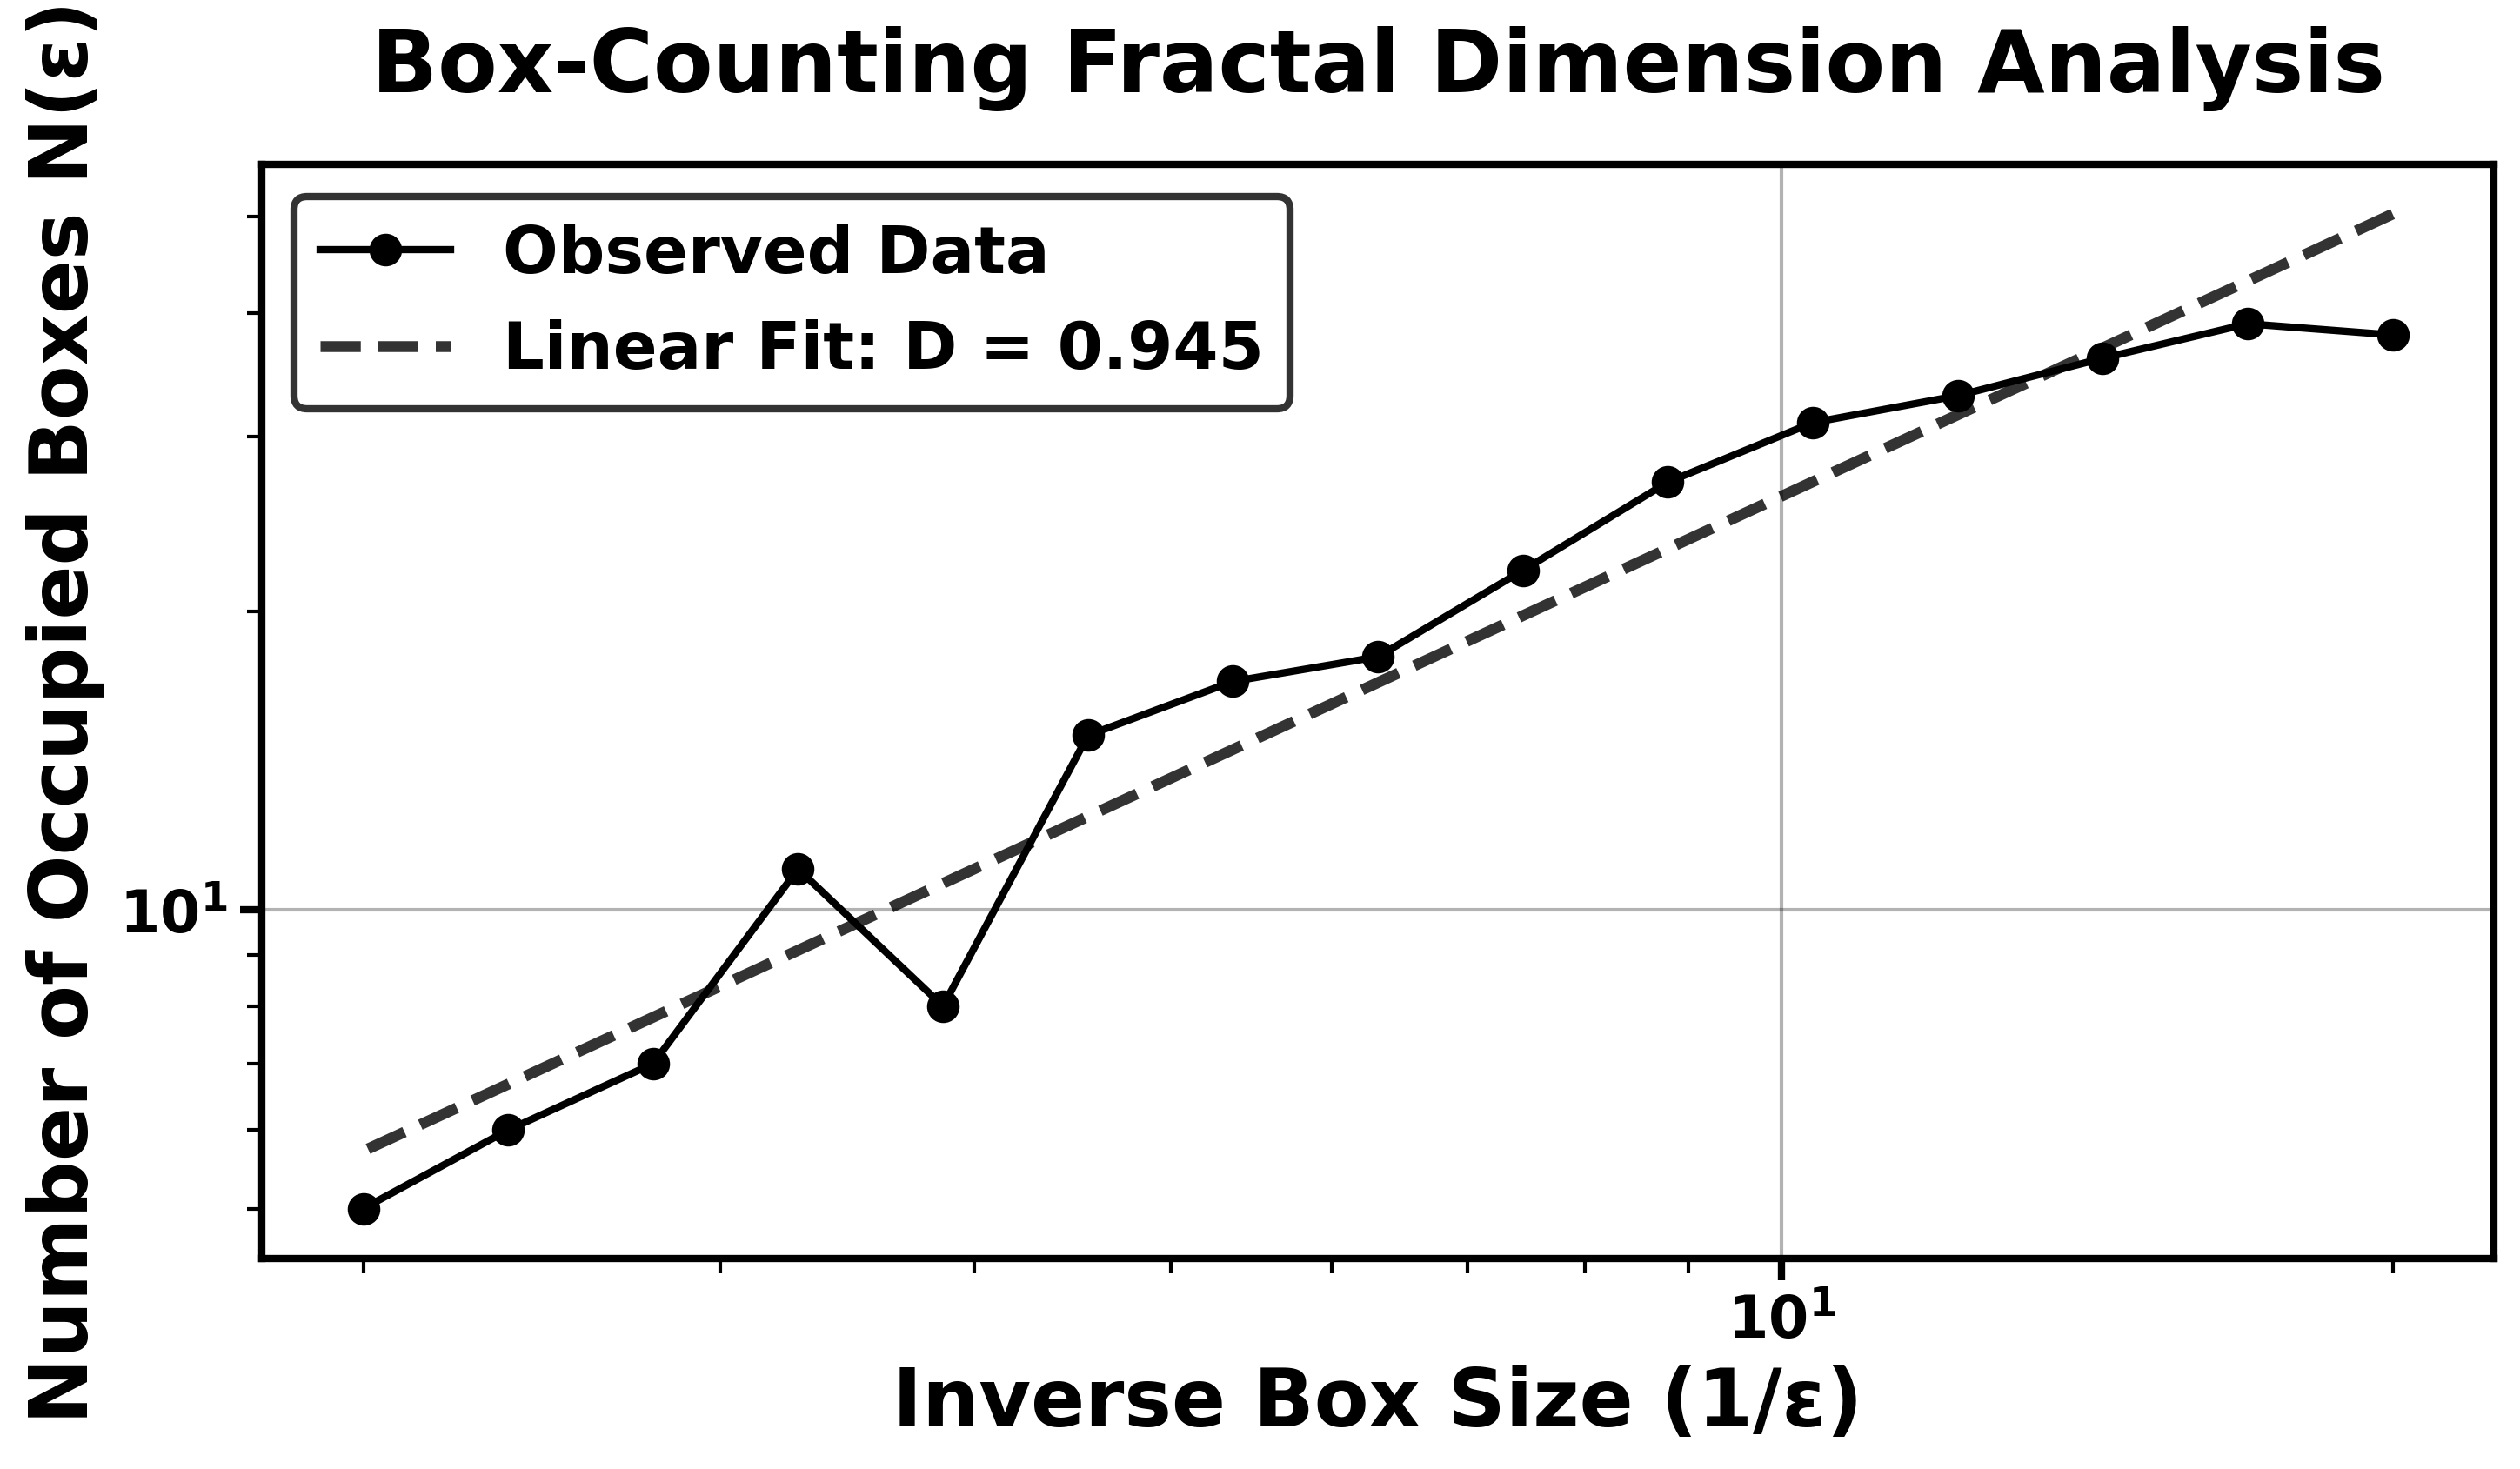 Box-Counting Fractal Dimension Analysis
Number of Occupied Boxes N(ε)
Observed Data
Linear Fit: D = 0.945
10¹
10¹
Inverse Box Size (1/ε)